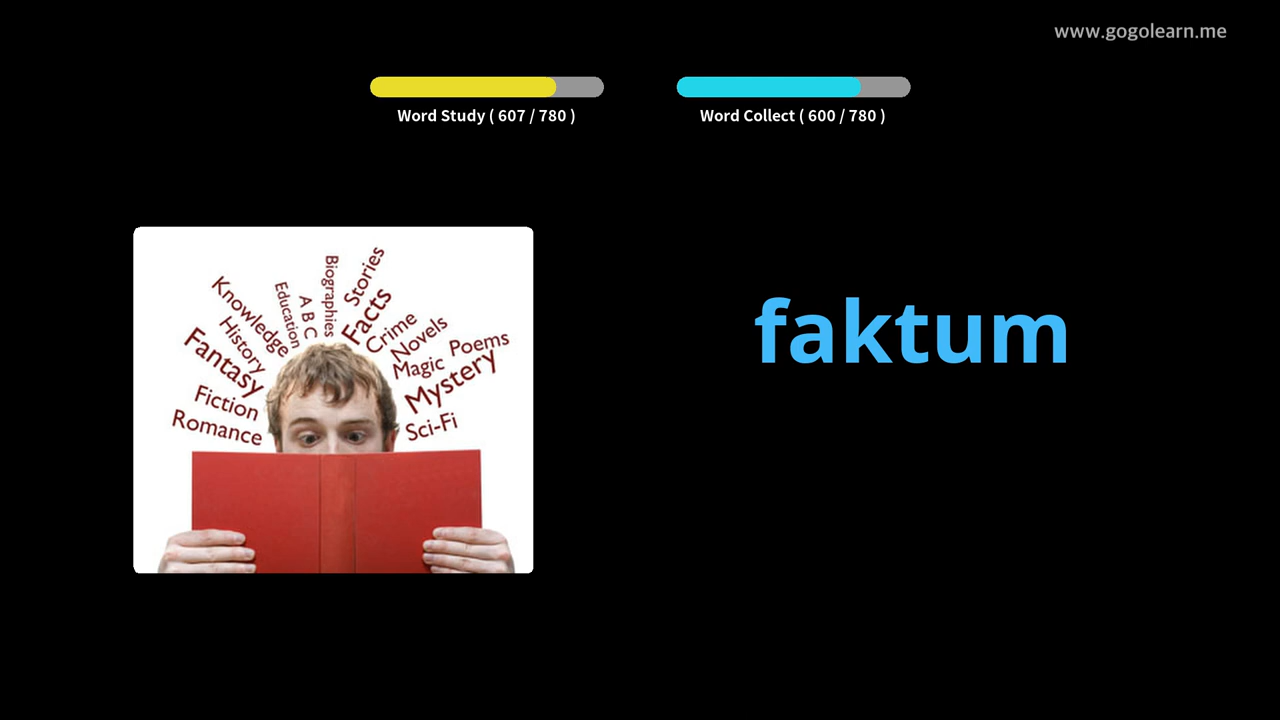 www.gogolearn.me
Word Study ( 607 / 780 )
Word Collect ( 600 / 780 )
faktum
Romance
Fiction
Fantasy
History
Knowledge
Education
A B C
Biographies
Stories
Facts
Crime
Novels
Magic
Poems
Mystery
Sci-Fi